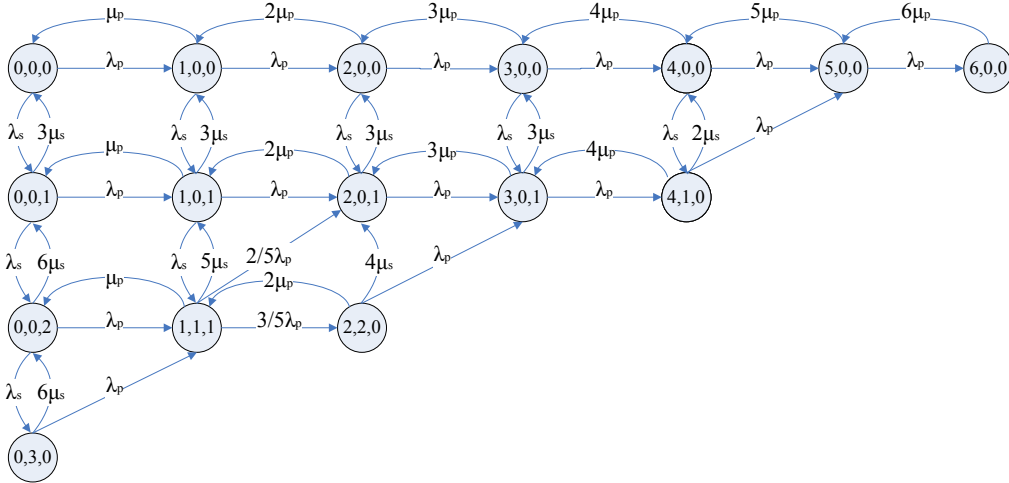 μp 2μp 3μp 4μp 5μp 6μp
0,0,0 λp 1,0,0 λp 2,0,0 λp 3,0,0 λp 4,0,0 λp 5,0,0 λp 6,0,0
λs 3μs λs 3μs λs 3μs λs 3μs λs 2μs λp
μp 2μp 3μp 4μp
0,0,1 λp 1,0,1 λp 2,0,1 λp 3,0,1 λp 4,1,0
λs 6μs λs 5μs 2/5λp 4μs λp
μp 2μp
0,0,2 λp 1,1,1 3/5λp 2,2,0
λs 6μs λp
0,3,0